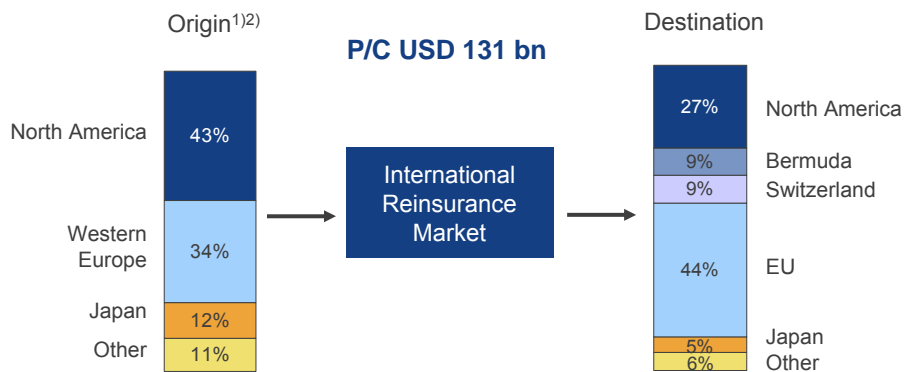 Origin1)2)
P/C USD 131 bn
Destination
North America
43%
Western
Europe
34%
Japan
12%
Other
11%
International
Reinsurance
Market
27%
North America
9%
Bermuda
9%
Switzerland
44%
EU
5%
Japan
6%
Other